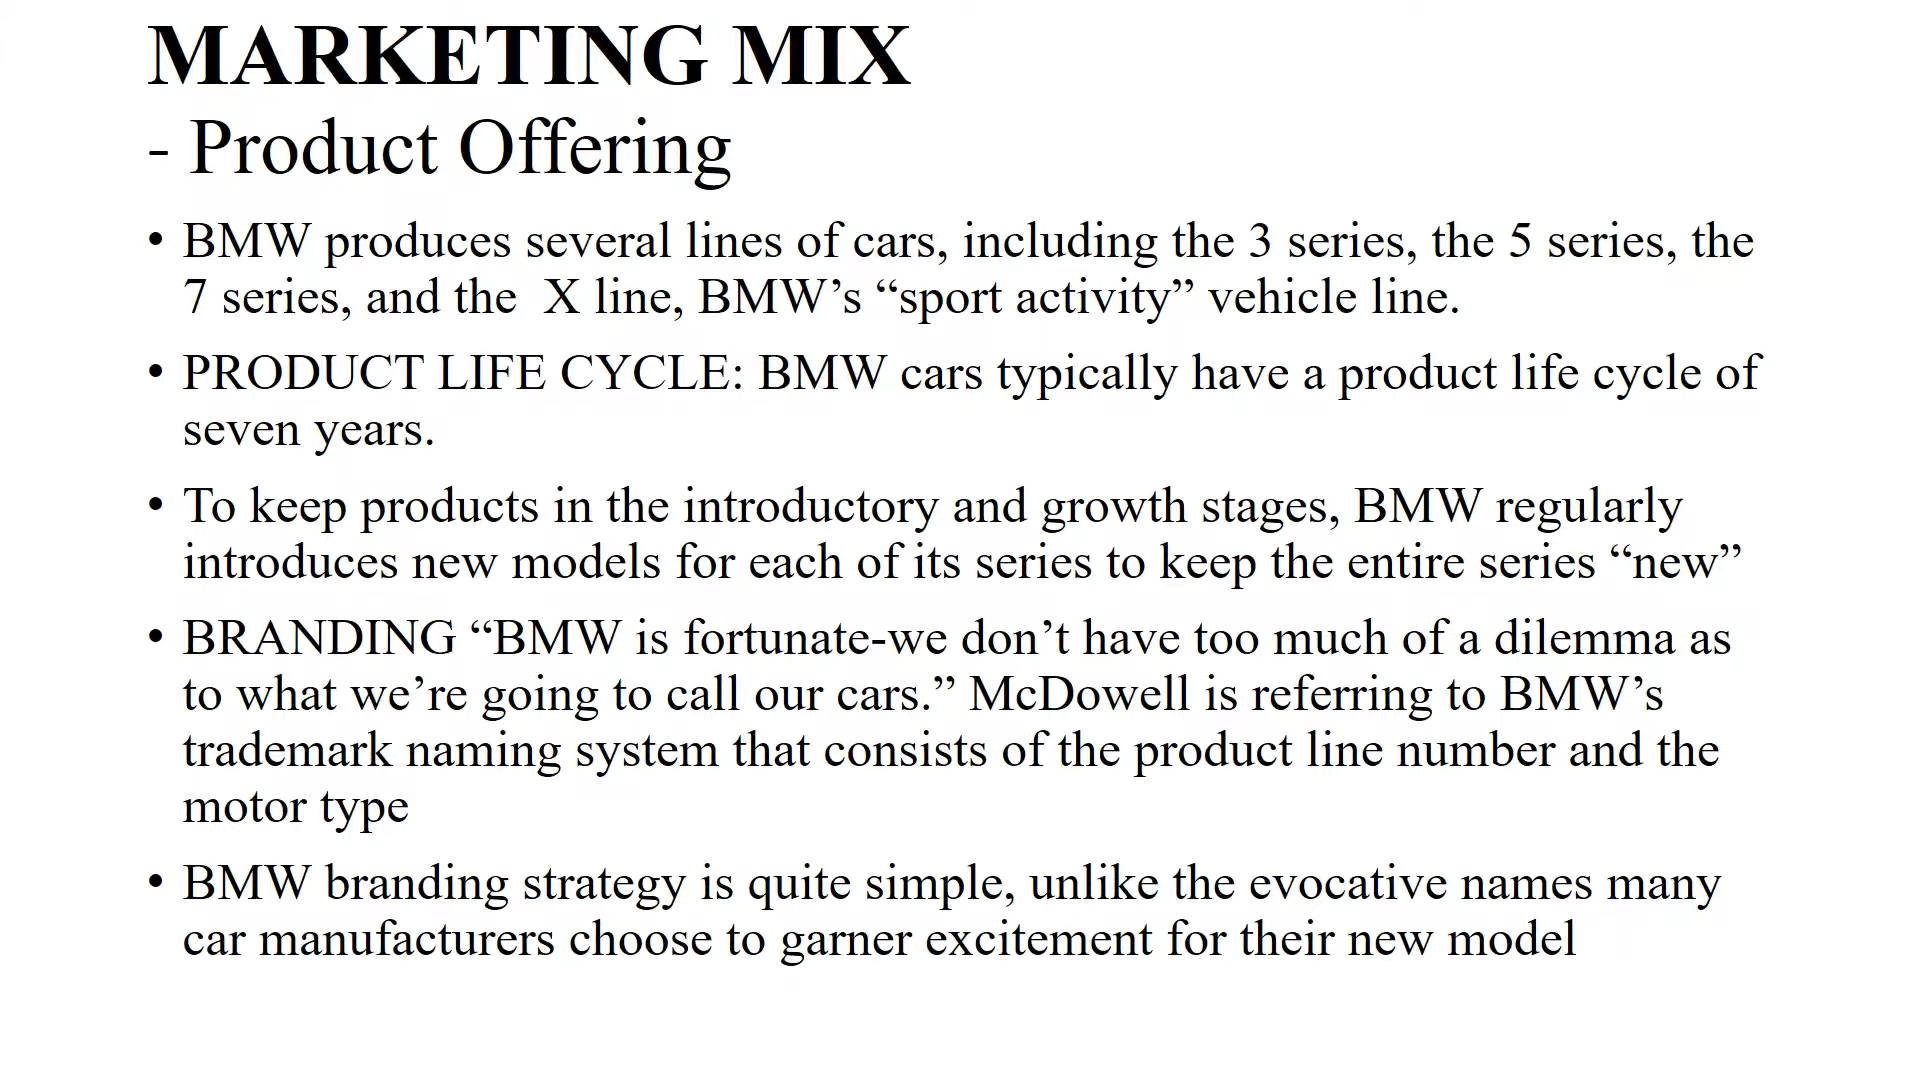 MARKETING MIX
- Product Offering
• BMW produces several lines of cars, including the 3 series, the 5 series, the
7 series, and the  X line, BMW’s “sport activity” vehicle line.
• PRODUCT LIFE CYCLE: BMW cars typically have a product life cycle of
seven years.
• To keep products in the introductory and growth stages, BMW regularly
introduces new models for each of its series to keep the entire series “new”
• BRANDING “BMW is fortunate-we don’t have too much of a dilemma as
to what we’re going to call our cars.” McDowell is referring to BMW’s
trademark naming system that consists of the product line number and the
motor type
• BMW branding strategy is quite simple, unlike the evocative names many
car manufacturers choose to garner excitement for their new model